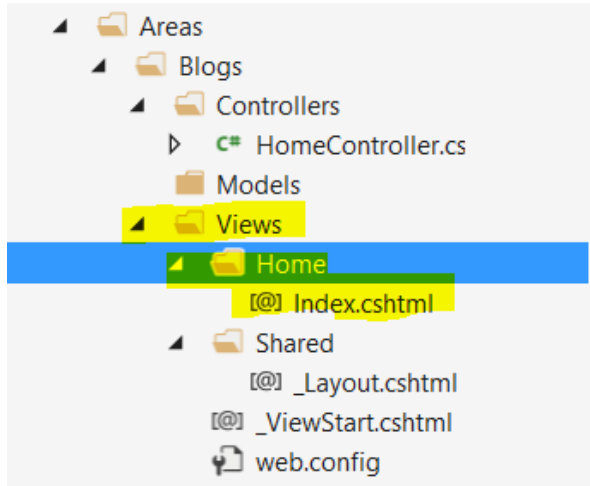 Areas
Blogs
Controllers
C# HomeController.cs
Models
Views
Home
[@] Index.cshtml
Shared
[@] _Layout.cshtml
[@] _ViewStart.cshtml
web.config